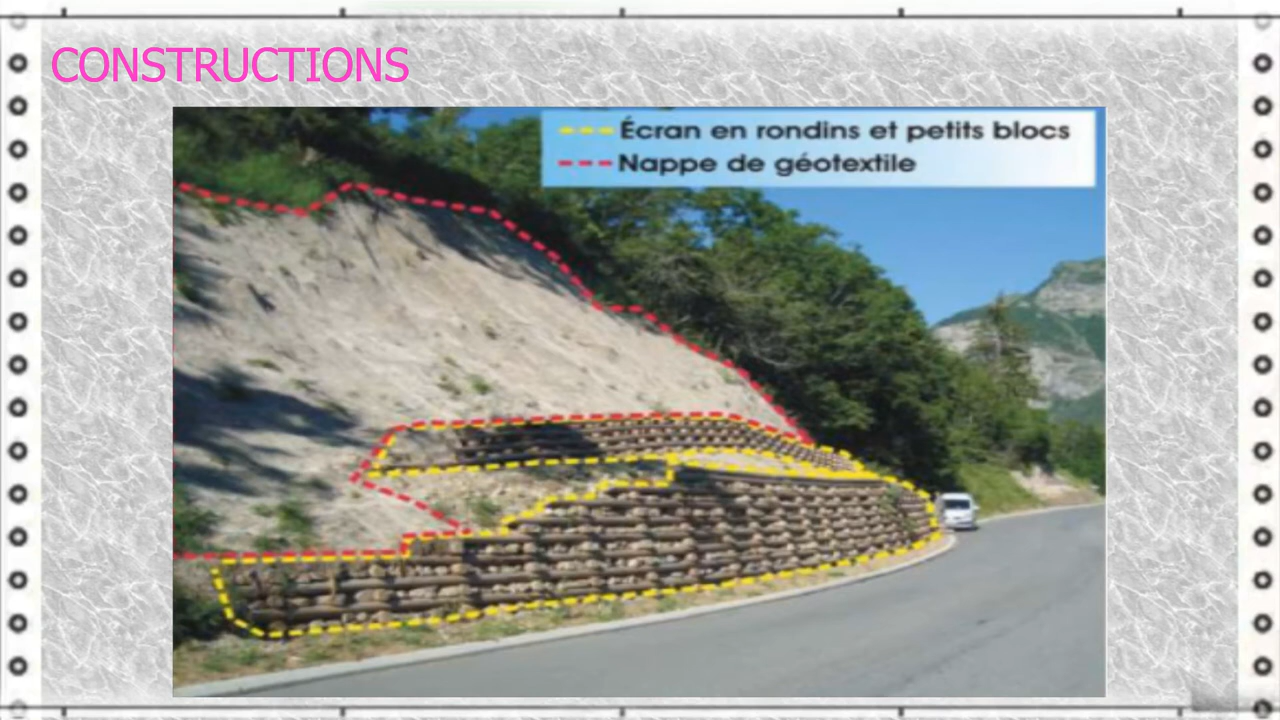 CONSTRUCTIONS
Écran en rondins et petits blocs
Nappe de géotextile